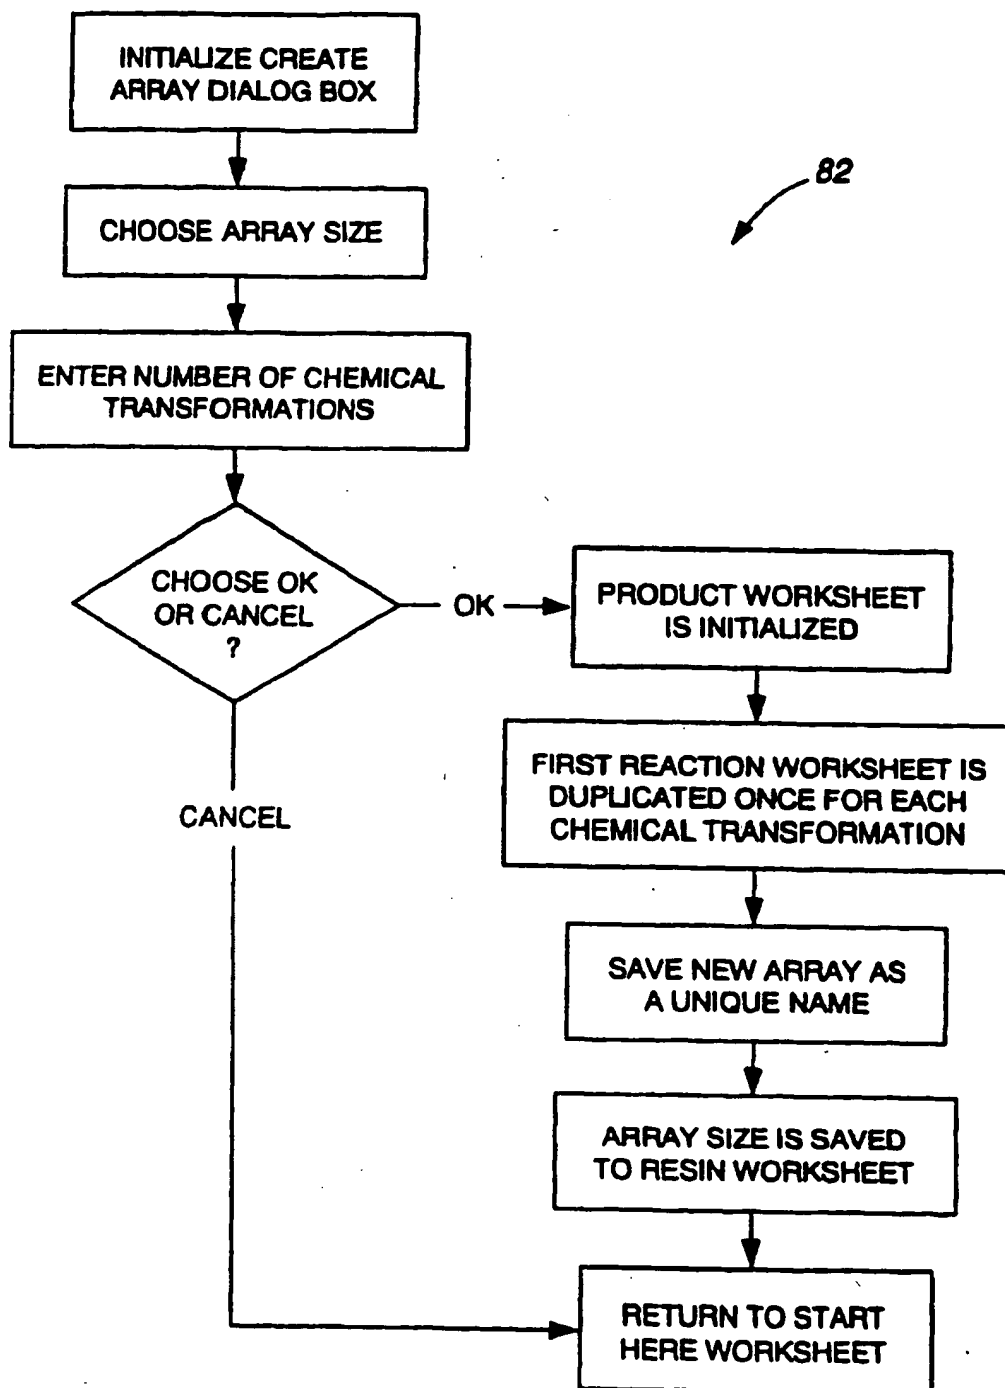 INITIALIZE CREATE
ARRAY DIALOG BOX
82
CHOOSE ARRAY SIZE
ENTER NUMBER OF CHEMICAL
TRANSFORMATIONS
CHOOSE OK
OR CANCEL
?
OK
PRODUCT WORKSHEET
IS INITIALIZED
FIRST REACTION WORKSHEET IS
DUPLICATED ONCE FOR EACH
CHEMICAL TRANSFORMATION
CANCEL
SAVE NEW ARRAY AS
A UNIQUE NAME
ARRAY SIZE IS SAVED
TO RESIN WORKSHEET
RETURN TO START
HERE WORKSHEET